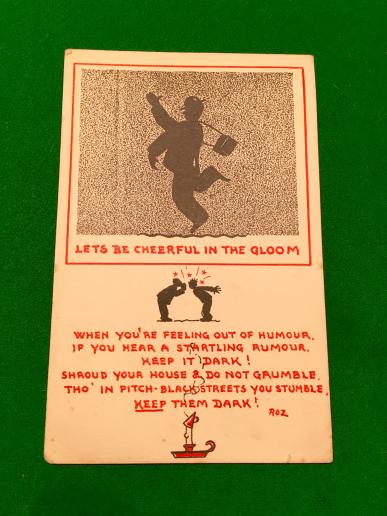 LETS BE CHEERFUL IN THE GLOOM
WHEN YOU'RE FEELING OUT OF HUMOUR,
IF YOU HEAR A STARTLING RUMOUR,
KEEP IT DARK!
SHROUD YOUR HOUSE & DO NOT GRUMBLE,
THO' IN PITCH-BLACK STREETS YOU STUMBLE,
KEEP THEM DARK!
ROZ